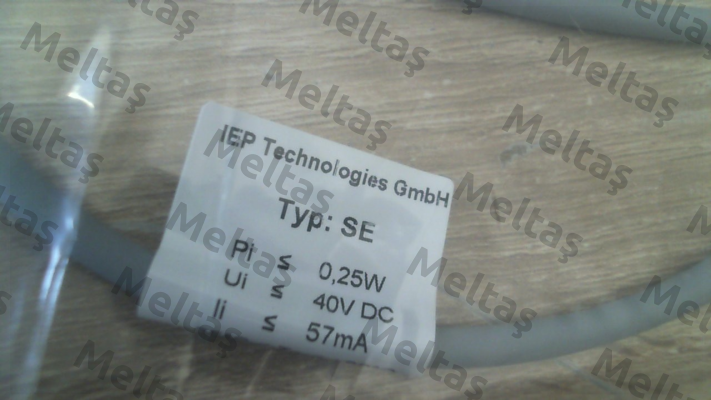 IEP Technologies GmbH
Typ: SE
Pi ≤ 0,25W
Ui ≤ 40V DC
Ii ≤ 57mA
Meltaş